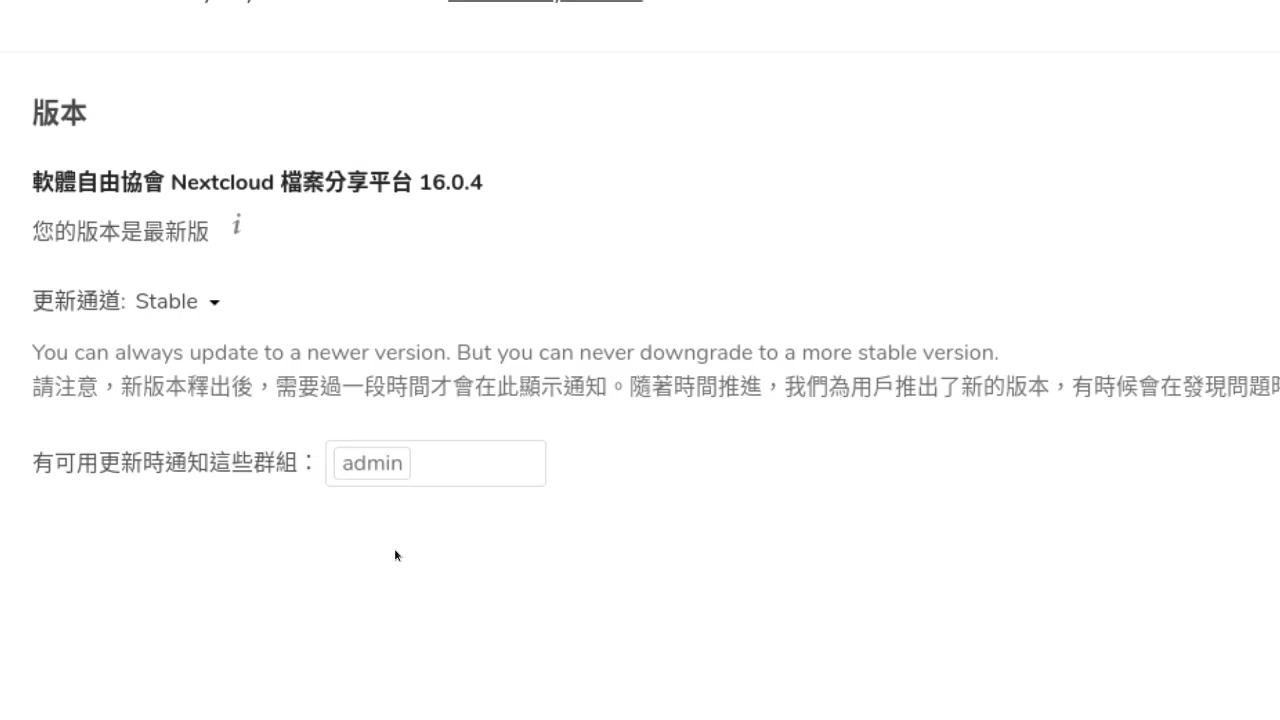 版本
軟體自由協會 Nextcloud 檔案分享平台 16.0.4
您的版本是最新版 i
更新通道: Stable
You can always update to a newer version. But you can never downgrade to a more stable version.
請注意，新版本釋出後，需要過一段時間才會在此顯示通知。隨著時間推進，我們為用戶推出了新的版本，有時候會在發現問題
有可用更新時通知這些群組： admin